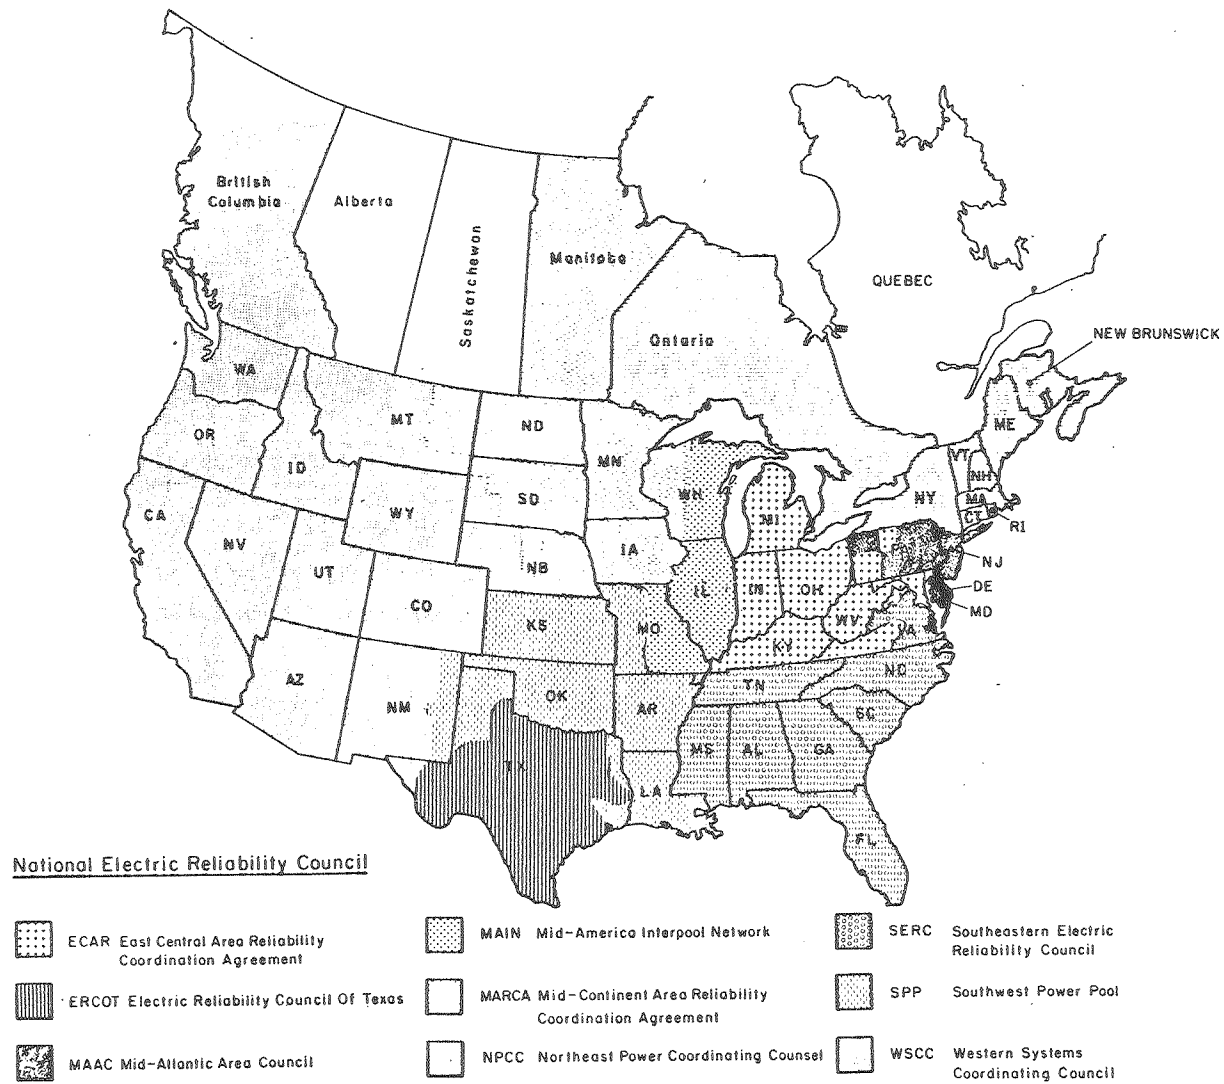 British
Columbia
Alberta
Saskatchewan
Manitoba
Ontario
QUEBEC
NEW BRUNSWICK
WA
MT
ND
MN
ME
OR
ID
VT
NH
SD
WH
NY
MA
CT
RI
WY
MI
CA
NV
IA
NJ
UT
NB
IL
IN
OH
DE
MD
CO
WV
KS
MO
VA
KY
NC
AZ
TN
NM
OK
AR
SC
MS
AL
GA
TX
LA
FL
National Electric Reliability Council
ECAR East Central Area Reliability
Coordination Agreement
ERCOT Electric Reliability Council Of Texas
MAAC Mid-Atlantic Area Council
MAIN Mid-America Interpool Network
MARCA Mid-Continent Area Reliability
Coordination Agreement
NPCC Northeast Power Coordinating Counsel
SERC Southeastern Electric
Reliability Council
SPP Southwest Power Pool
WSCC Western Systems
Coordinating Council